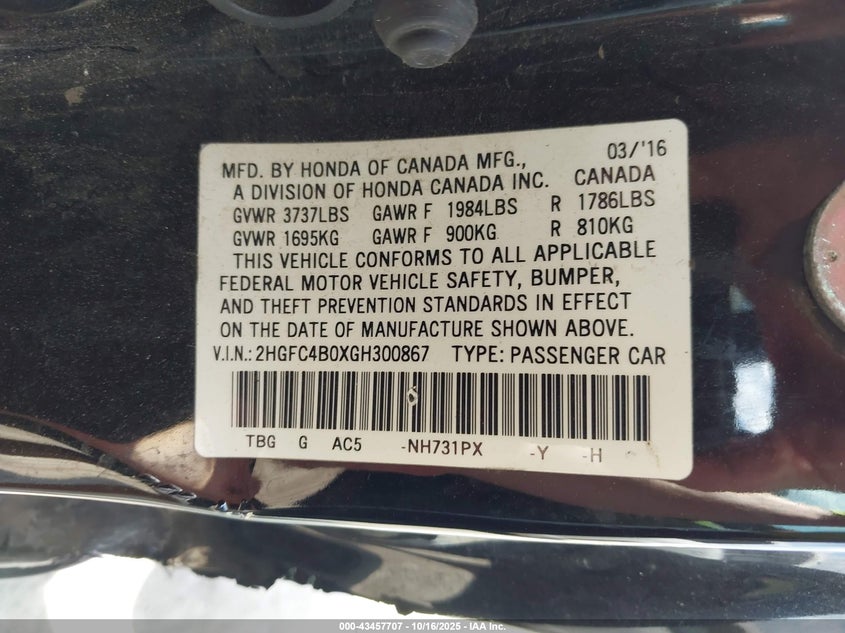 MFD. BY HONDA OF CANADA MFG., 03/'16
A DIVISION OF HONDA CANADA INC. CANADA
GVWR 3737LBS GAWR F 1984LBS R 1786LBS
GVWR 1695KG GAWR F 900KG R 810KG
THIS VEHICLE CONFORMS TO ALL APPLICABLE
FEDERAL MOTOR VEHICLE SAFETY, BUMPER,
AND THEFT PREVENTION STANDARDS IN EFFECT
ON THE DATE OF MANUFACTURE SHOWN ABOVE.
V.I.N.: 2HGFC4B0XGH300867 TYPE: PASSENGER CAR
TBG G AC5 -NH731PX -Y -H
000-43457707 - 10/16/2025 - IAA Inc.